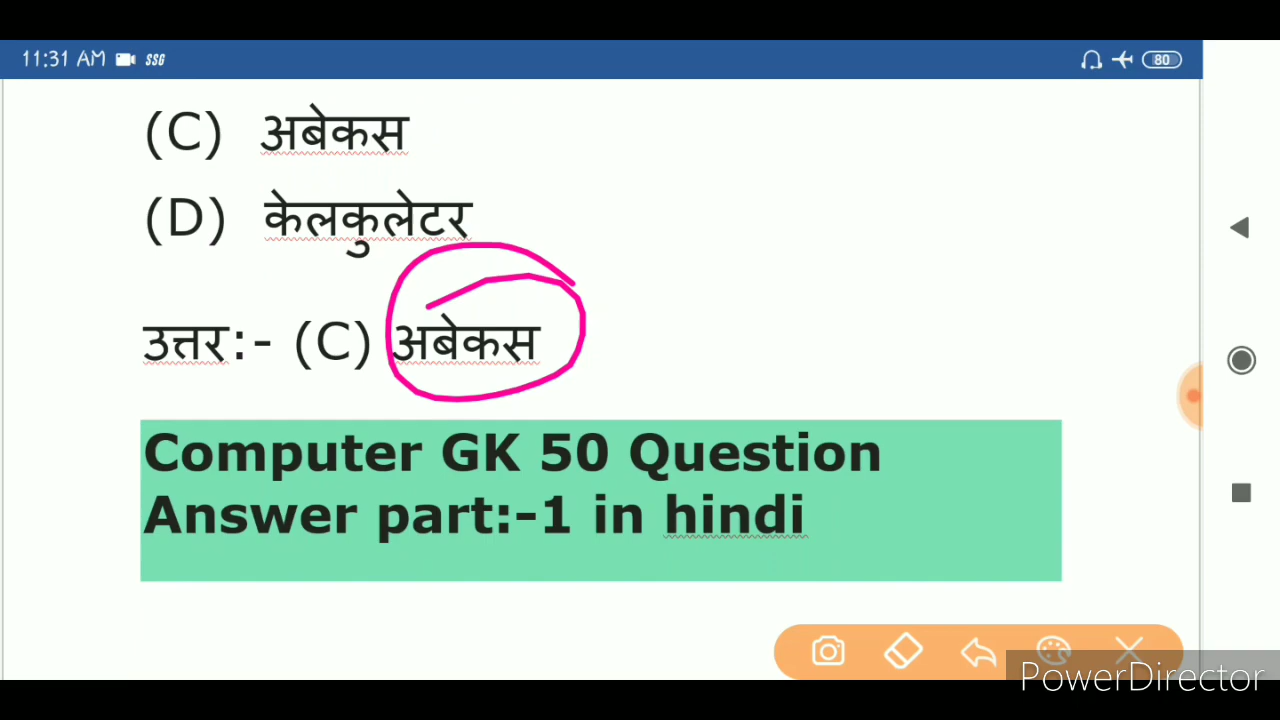 11:31 AM SSG 80
(C) अबेकस
(D) केलकुलेटर
उत्तर:- (C) अबेकस
Computer GK 50 Question
Answer part:-1 in hindi
PowerDirector